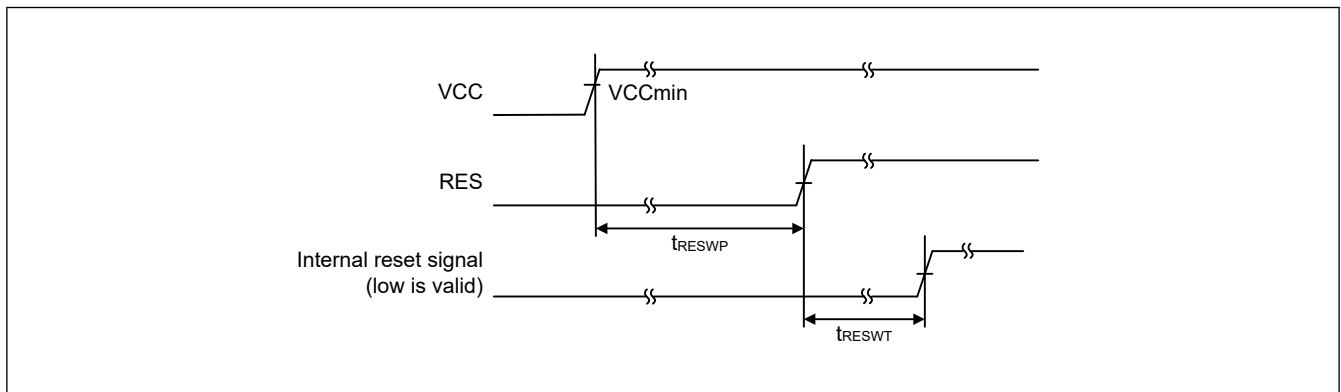 VCC
VCCmin
RES
tRESWP
Internal reset signal
(low is valid)
tRESWT